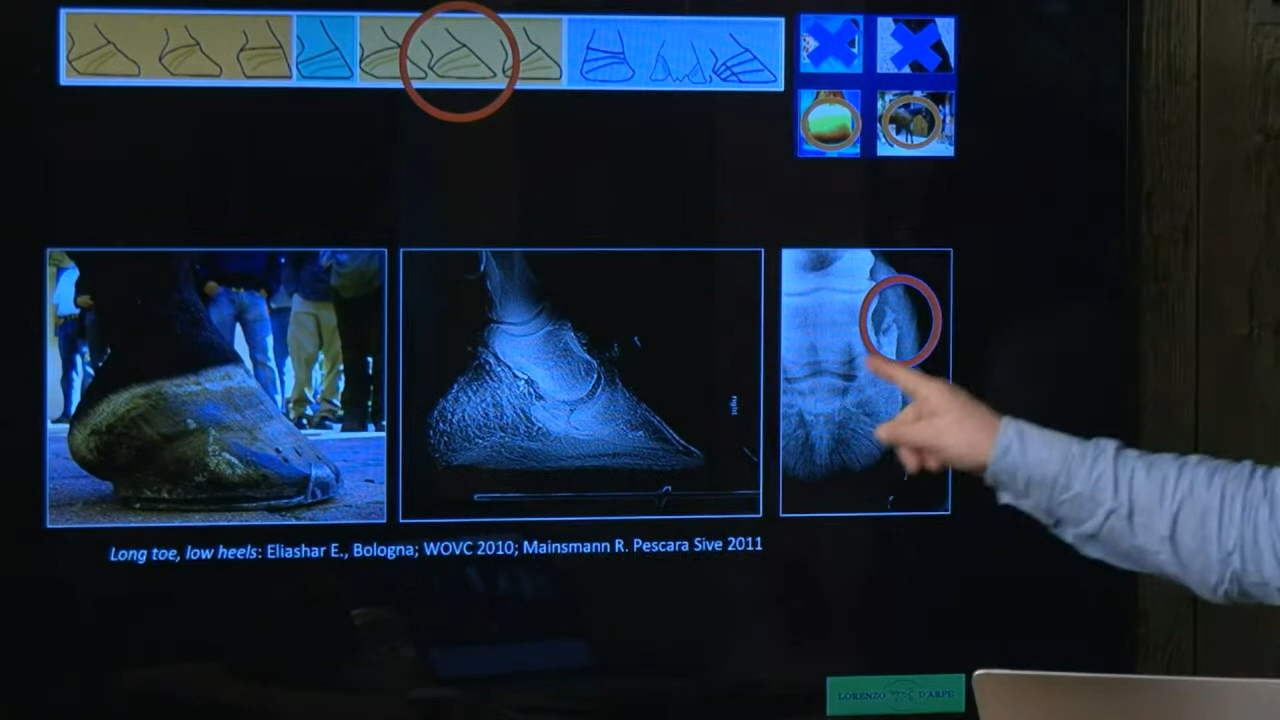 right
Long toe, low heels: Eliashar E., Bologna; WOVC 2010; Mainsmann R. Pescara Sive 2011
LORENZO D'ARPE